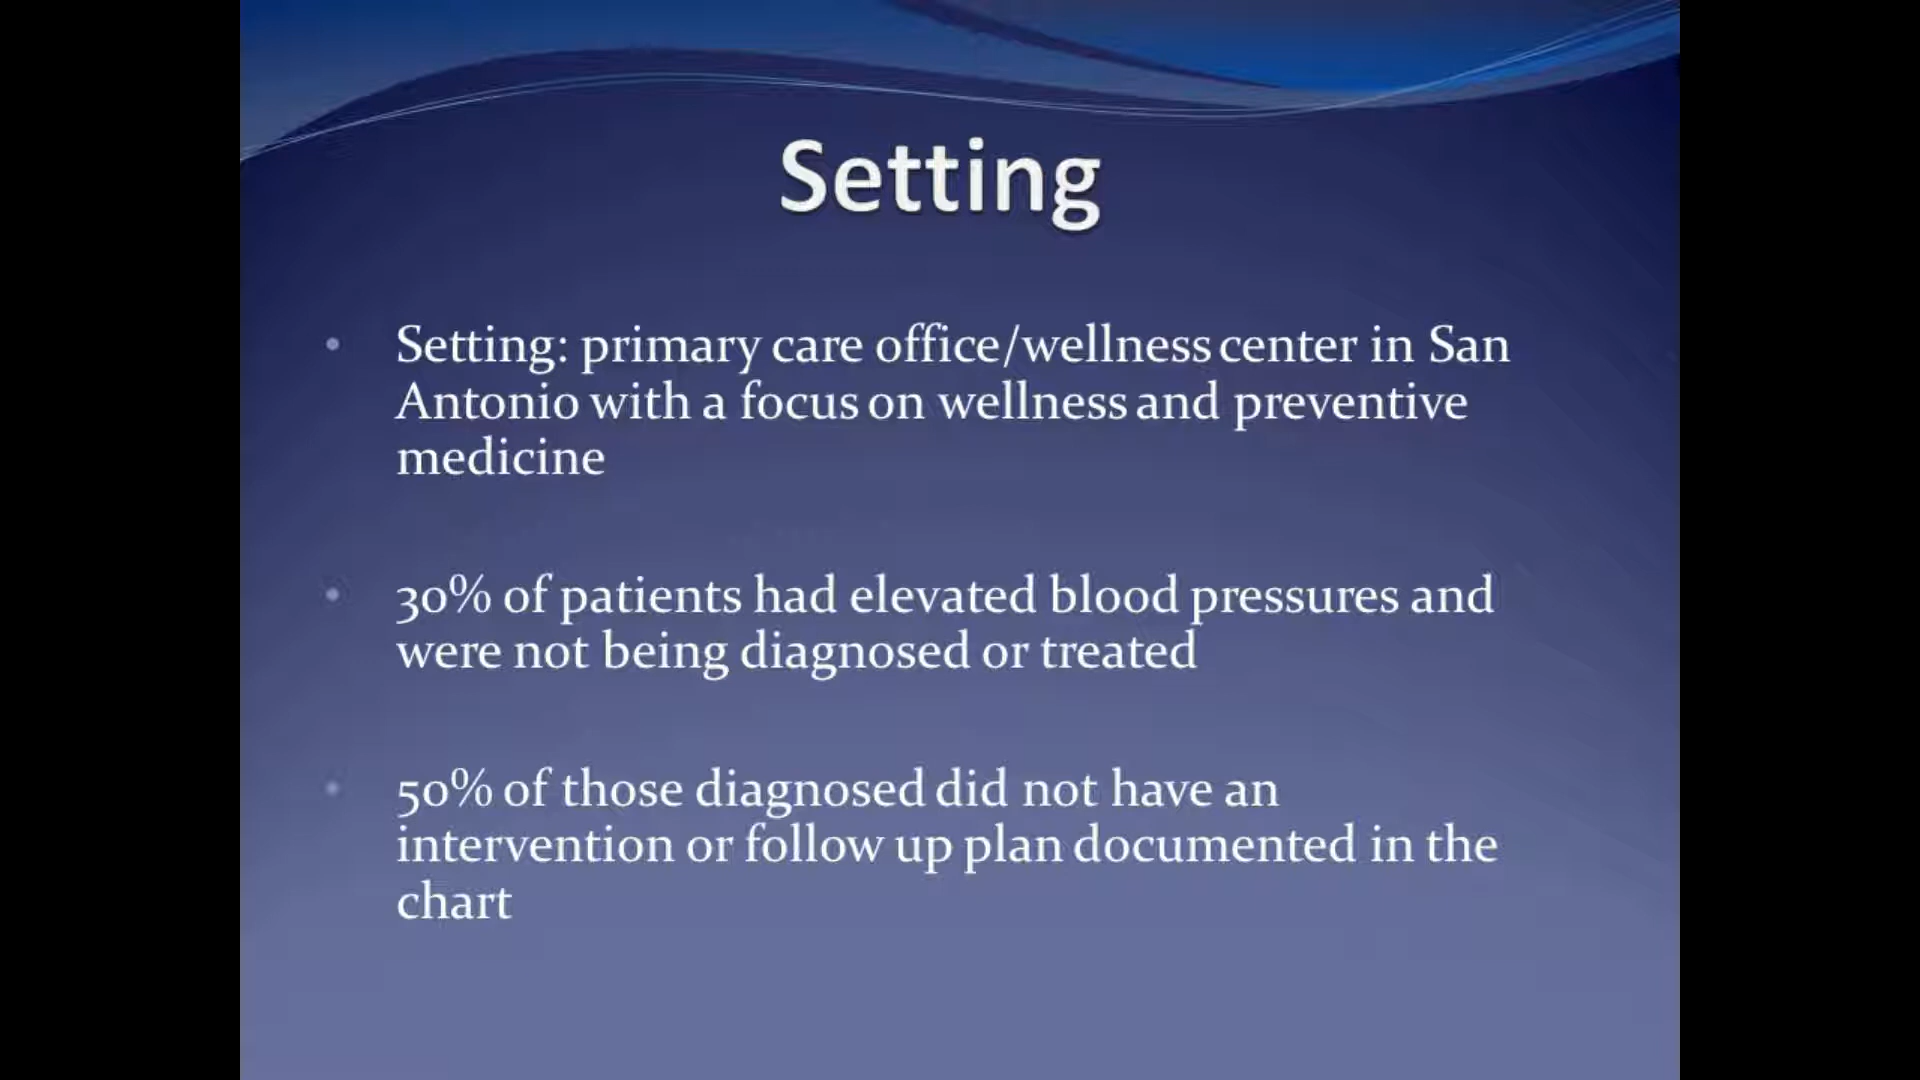 Setting
• Setting: primary care office/wellness center in San
Antonio with a focus on wellness and preventive
medicine
• 30% of patients had elevated blood pressures and
were not being diagnosed or treated
• 50% of those diagnosed did not have an
intervention or follow up plan documented in the
chart